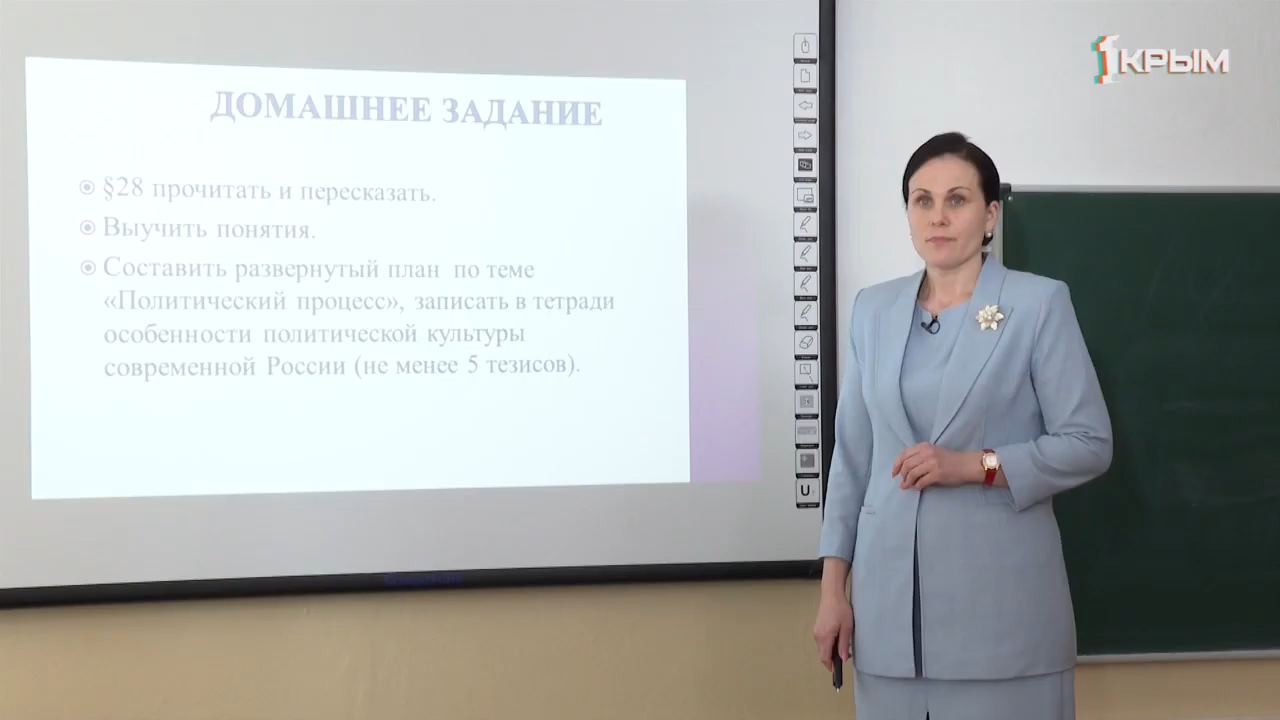 1КРЫМ
ДОМАШНЕЕ ЗАДАНИЕ
§28 прочитать и пересказать.
Выучить понятия.
Составить развернутый план по теме
«Политический процесс», записать в тетради
особенности политической культуры
современной России (не менее 5 тезисов).
U